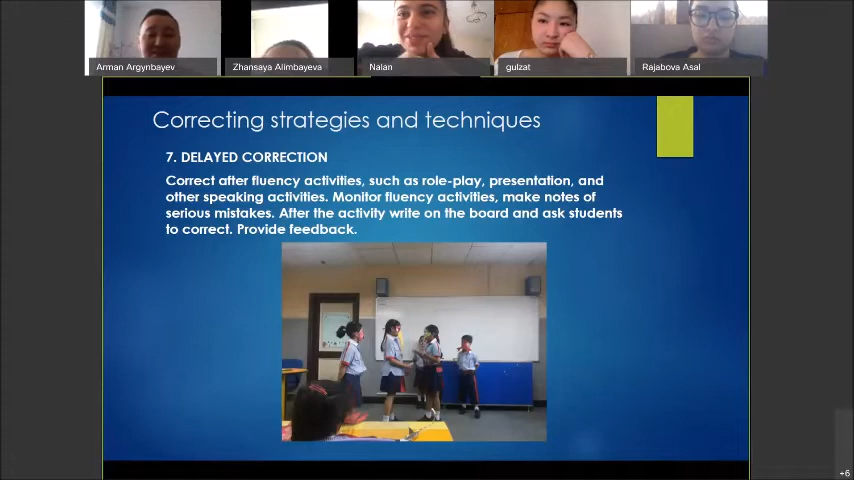 Arman Argynbayev
Zhansaya Alimbayeva
Nalan
gulzat
Rajabova Asal
Correcting strategies and techniques
7. DELAYED CORRECTION
Correct after fluency activities, such as role-play, presentation, and
other speaking activities. Monitor fluency activities, make notes of
serious mistakes. After the activity write on the board and ask students
to correct. Provide feedback.
+6